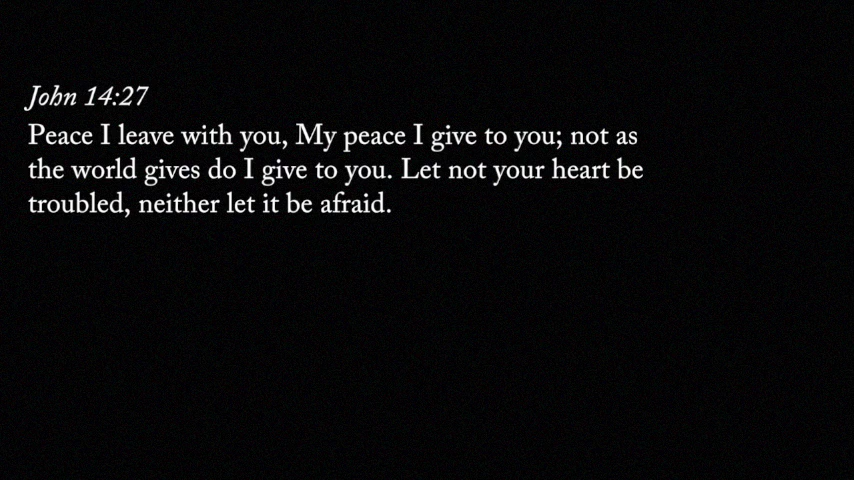 John 14:27
Peace I leave with you, My peace I give to you; not as
the world gives do I give to you. Let not your heart be
troubled, neither let it be afraid.